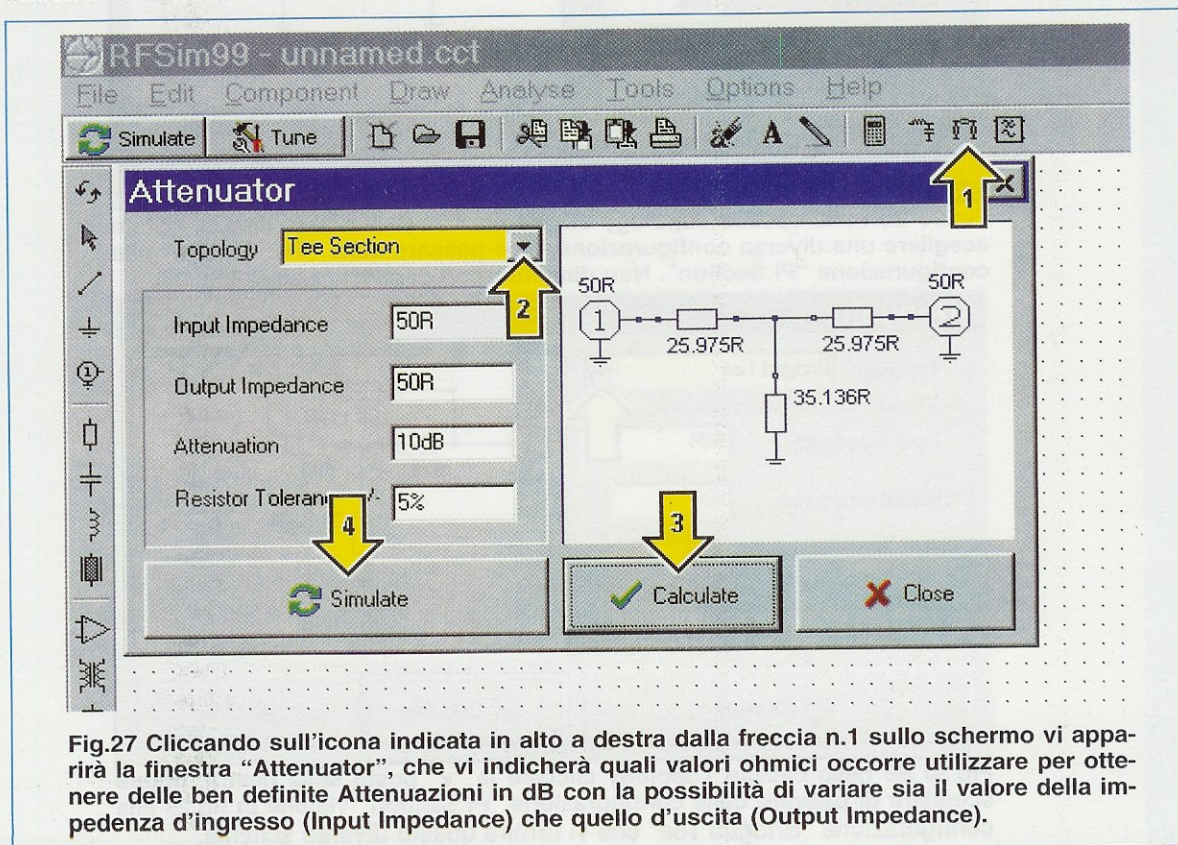 RFSim99 - unnamed.cct
File Edit Component Draw Analyse Tools Options Help
Simulate Tune A
1
Attenuator
Topology Tee Section
2
Input Impedance 50R
Output Impedance 50R
Attenuation 10dB
Resistor Toleran /- 5%
50R 50R
1 2
25.975R 25.975R
35.136R
4
3
Simulate Calculate Close
Fig.27 Cliccando sull'icona indicata in alto a destra dalla freccia n.1 sullo schermo vi appa-
rirà la finestra "Attenuator", che vi indicherà quali valori ohmici occorre utilizzare per otte-
nere delle ben definite Attenuazioni in dB con la possibilità di variare sia il valore della im-
pedenza d'ingresso (Input Impedance) che quello d'uscita (Output Impedance).